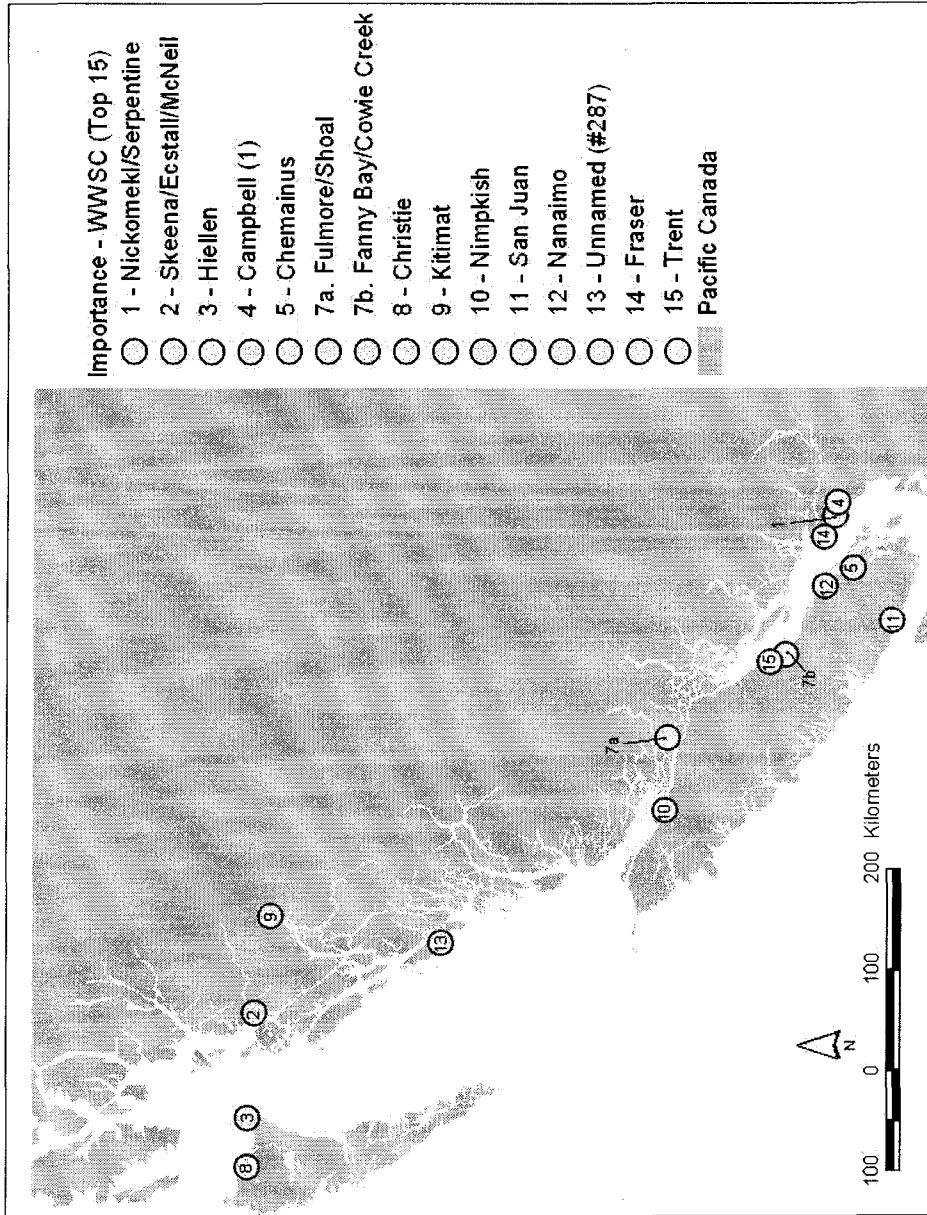 Importance - WWSC (Top 15)
1 - Nickomekl/Serpentine
2 - Skeena/Ecstall/McNeil
3 - Hiellen
4 - Campbell (1)
5 - Chemainus
7a. Fulmore/Shoal
7b. Fanny Bay/Cowie Creek
8 - Christie
9 - Kitimat
10 - Nimpkish
11 - San Juan
12 - Nanaimo
13 - Unnamed (#287)
14 - Fraser
15 - Trent
Pacific Canada
8
3
2
9
13
10
7a
15
7b
12
14
1
4
5
11
N
100 0 100 200 Kilometers